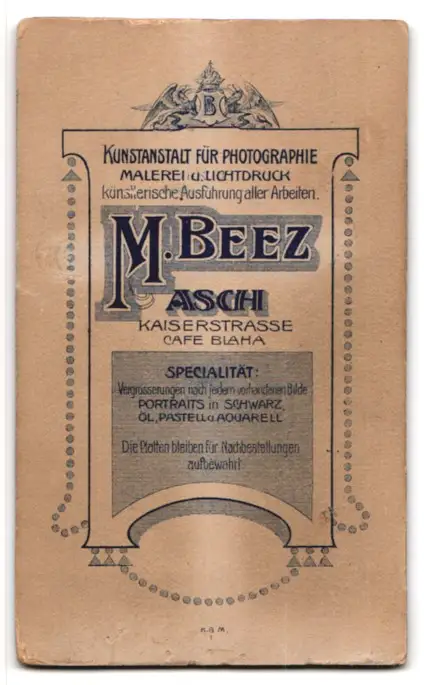 B
KUNSTANSTALT FÜR PHOTOGRAPHIE
MALEREI u. LICHTDRUCK
künstlerische Ausführung aller Arbeiten.
M. BEEZ
ASCH
KAISERSTRASSE
CAFE BLAHA
SPECIALITÄT:
Vergrösserungen nach jedem vorhandenen Bilde
PORTRAITS in SCHWARZ,
ÖL, PASTELL u. AQUARELL
Die Platten bleiben für Nachbestellungen
aufbewahrt